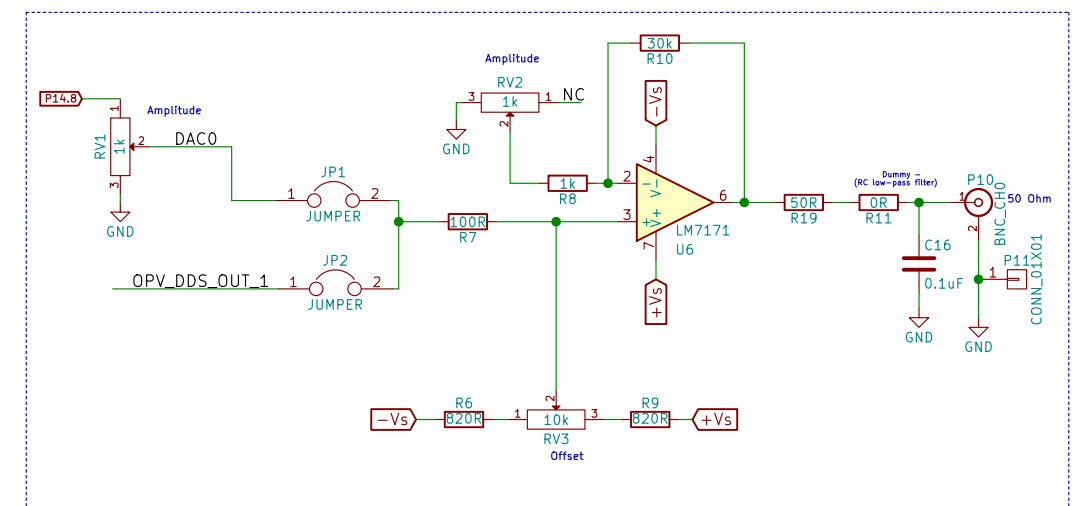 30k
R10
Amplitude
RV2
3
1k
1
NC
2
GND
P14.8
1
Amplitude
RV1
1k
2
DAC0
3
GND
JP1
1
2
JUMPER
JP2
OPV_DDS_OUT_1
1
2
JUMPER
100R
R7
1k
R8
-Vs
4
2
-
V-
3
+
V+
6
7
LM7171
U6
+Vs
50R
R19
0R
R11
Dummy -
(RC low-pass filter)
P10
1
50 Ohm
BNC_CH0
2
C16
0.1uF
GND
P11
1
CONN_01X01
GND
-Vs
R6
820R
1
2
10k
3
RV3
R9
820R
+Vs
Offset